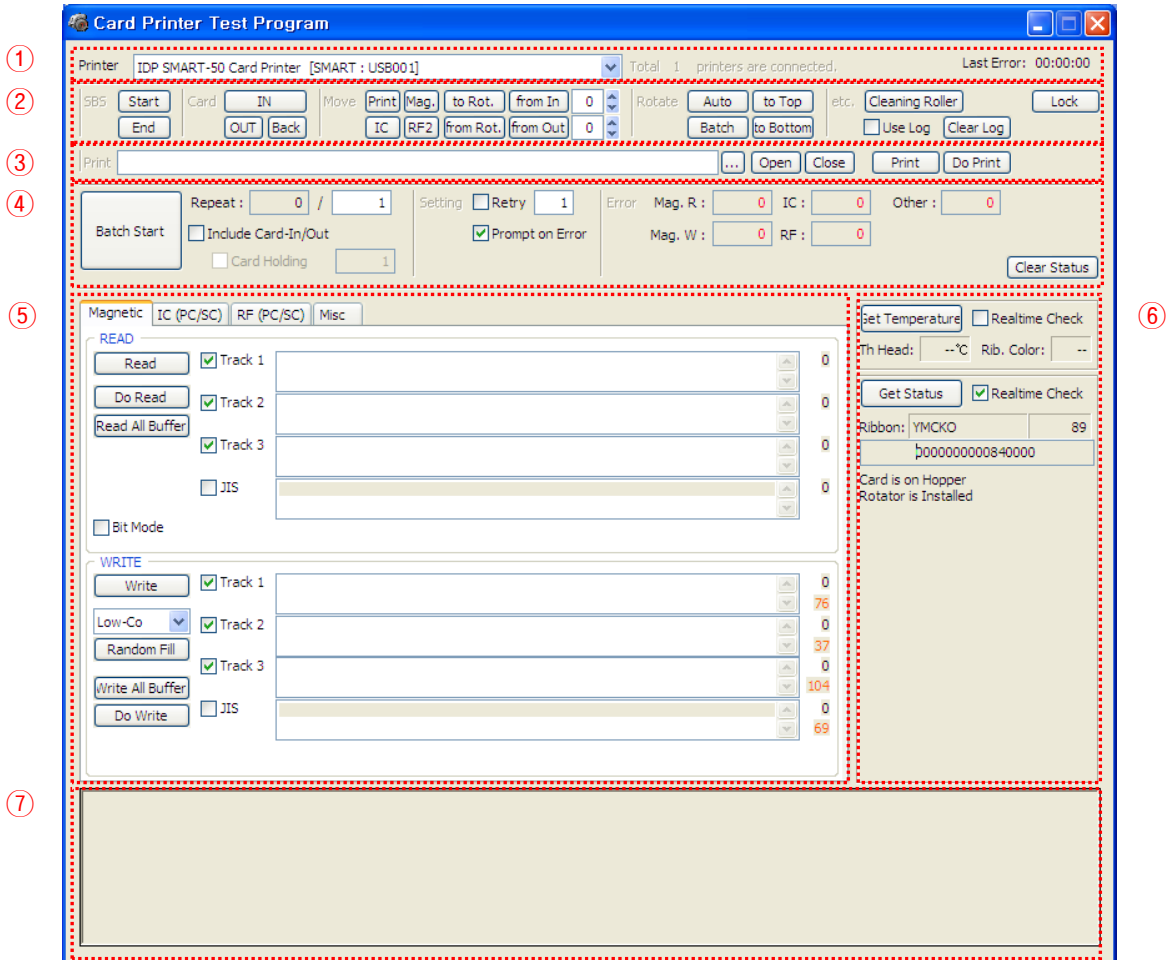 Card Printer Test Program
① Printer IDP SMART-50 Card Printer [SMART : USB001] Total 1 printers are connected. Last Error: 00:00:00
② SBS Start Card IN Move Print Mag. to Rot. from In 0 Rotate Auto to Top etc. Cleaning Roller Lock
End OUT Back IC RF2 from Rot. from Out 0 Batch to Bottom Use Log Clear Log
③ Print ... Open Close Print Do Print
④ Batch Start Repeat : 0 / 1 Setting Retry 1 Error Mag. R : 0 IC : 0 Other : 0
Include Card-In/Out Prompt on Error Mag. W : 0 RF : 0
Card Holding 1 Clear Status
⑤ Magnetic IC (PC/SC) RF (PC/SC) Misc
READ
Read Track 1 0
Do Read Track 2 0
Read All Buffer
Track 3 0
JIS 0
Bit Mode
WRITE
Write Track 1 0
76
Low-Co Track 2 0
Random Fill 37
Track 3 0
Write All Buffer 104
Do Write JIS 0
69
⑥ Get Temperature Realtime Check
Th Head: --℃ Rib. Color: --
Get Status Realtime Check
Ribbon: YMCKO 89
0000000000840000
Card is on Hopper
Rotator is Installed
⑦